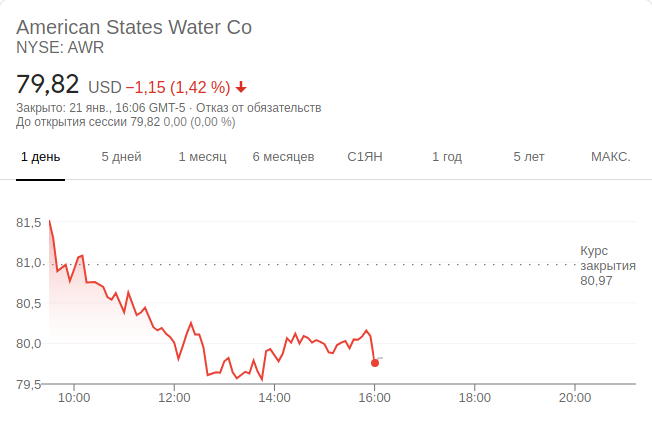 American States Water Co
NYSE: AWR
79,82 USD −1,15 (1,42 %) ↓
Закрыто: 21 янв., 16:06 GMT-5 · Отказ от обязательств
До открытия сессии 79,82 0,00 (0,00 %)
1 день 5 дней 1 месяц 6 месяцев С1ЯН 1 год 5 лет МАКС.
81,5
81,0
80,5
80,0
79,5
Курс
закрытия
80,97
10:00 12:00 14:00 16:00 18:00 20:00